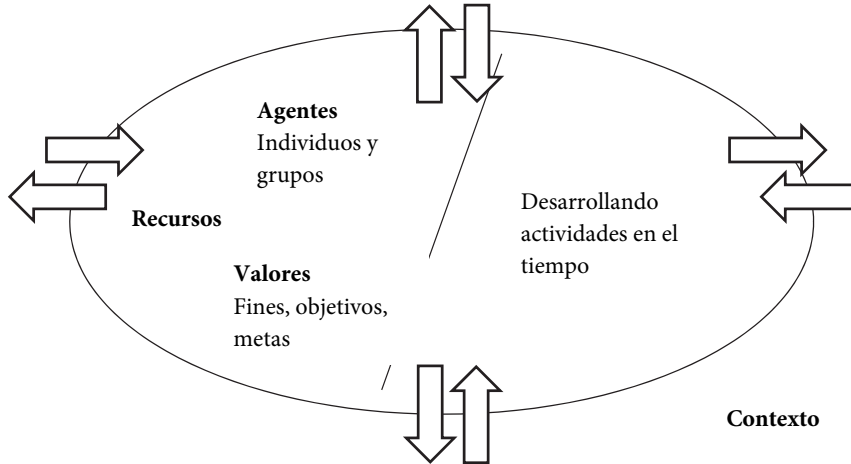 Agentes
Individuos y
grupos
Recursos
Valores
Fines, objetivos,
metas
Desarrollando
actividades en el
tiempo
Contexto